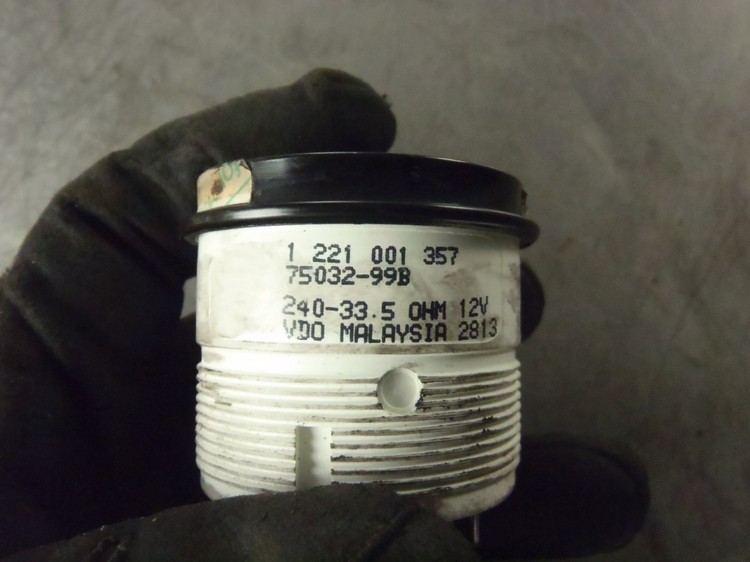 1 221 001 357
75032-99B
240-33.5 OHM 12V
VDO MALAYSIA 2813